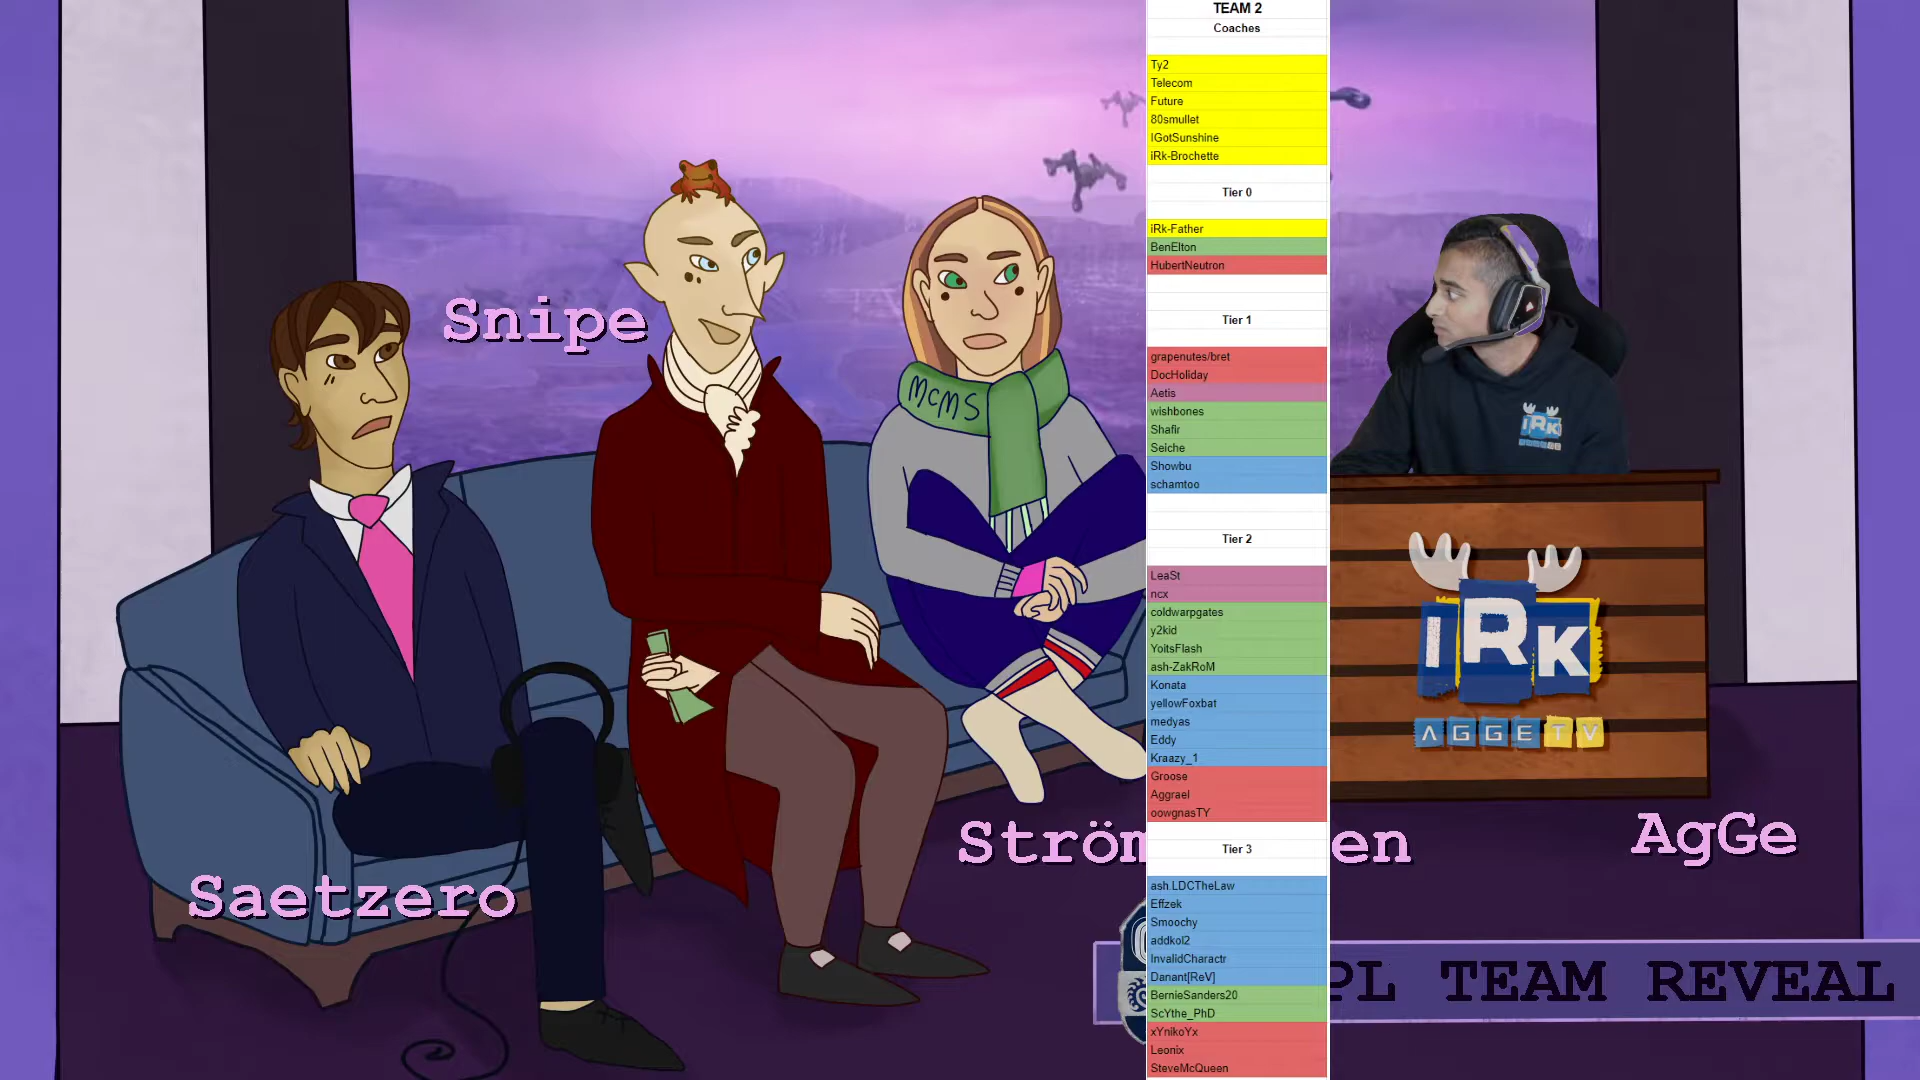 TEAM 2
Coaches
Ty2
Telecom
Future
80smullet
IGotSunshine
iRk-Brochette
Tier 0
iRk-Father
BenElton
HubertNeutron
Tier 1
grapenutes/bret
DocHoliday
Aetis
wishbones
Shafir
Seiche
Showbu
schamtoo
Tier 2
LeaSt
ncx
coldwarpgates
y2kid
YoitsFlash
ash-ZakRoM
Konata
yellowFoxbat
medyas
Eddy
Kraazy_1
Groose
Aggrael
oowgnasTY
Tier 3
ash.LDCTheLaw
Effzek
Smoochy
addkol2
InvalidCharactr
Danant[ReV]
BernieSanders20
ScYthe_PhD
xYnikoYx
Leonix
SteveMcQueen
Snipe
McMS
Saetzero
Ström
en
iRK
iRK
AGGETV
AgGe
PL TEAM REVEAL